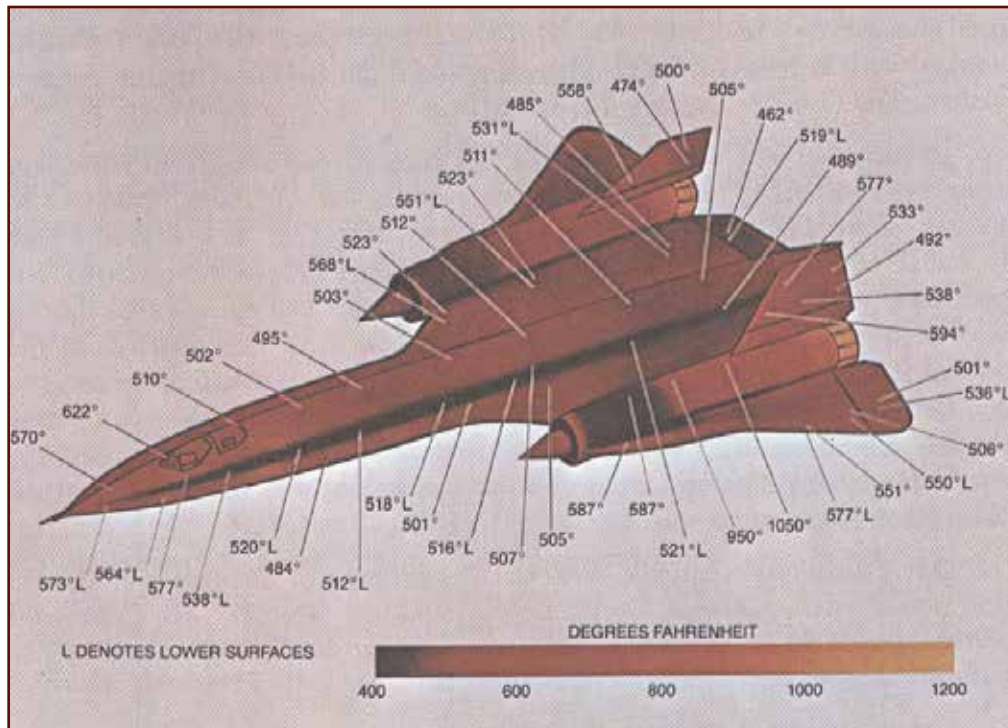 500°
558° 474° 505°
485° 462°
531°L 519°L
511° 489°
523° 577°
551°L 533°
512° 492°
523°
568°L 538°
503° 594°
495°
502° 501°
510° 536°L
622° 506°
570° 550°L
551°
577°L
1050°
950°
587° 587° 521°L
518°L 501° 516°L 507° 505°
520°L 484° 512°L
573°L 564°L 577° 538°L
L DENOTES LOWER SURFACES
DEGREES FAHRENHEIT
400 600 800 1000 1200